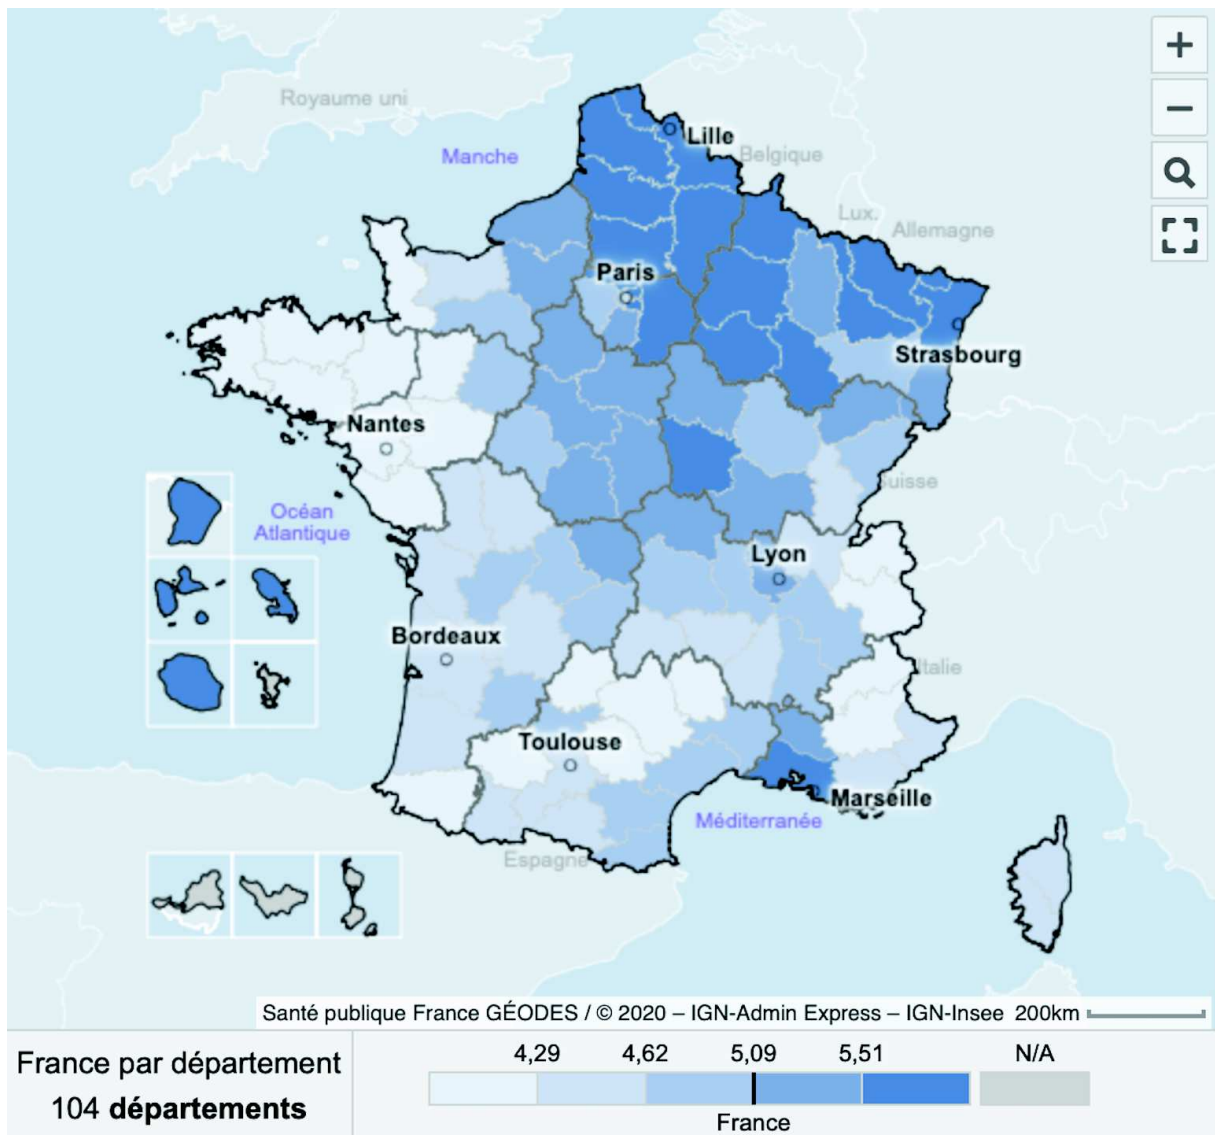 Royaume uni
Manche
Lille
Belgique
Lux.
Allemagne
Paris
Strasbourg
Nantes
Suisse
Océan
Atlantique
Lyon
Bordeaux
Italie
Toulouse
Marseille
Méditerranée
Espagne
Santé publique France GÉODES / © 2020 – IGN-Admin Express – IGN-Insee 200km
France par département
104 départements
4,29 4,62 5,09 5,51 N/A
France